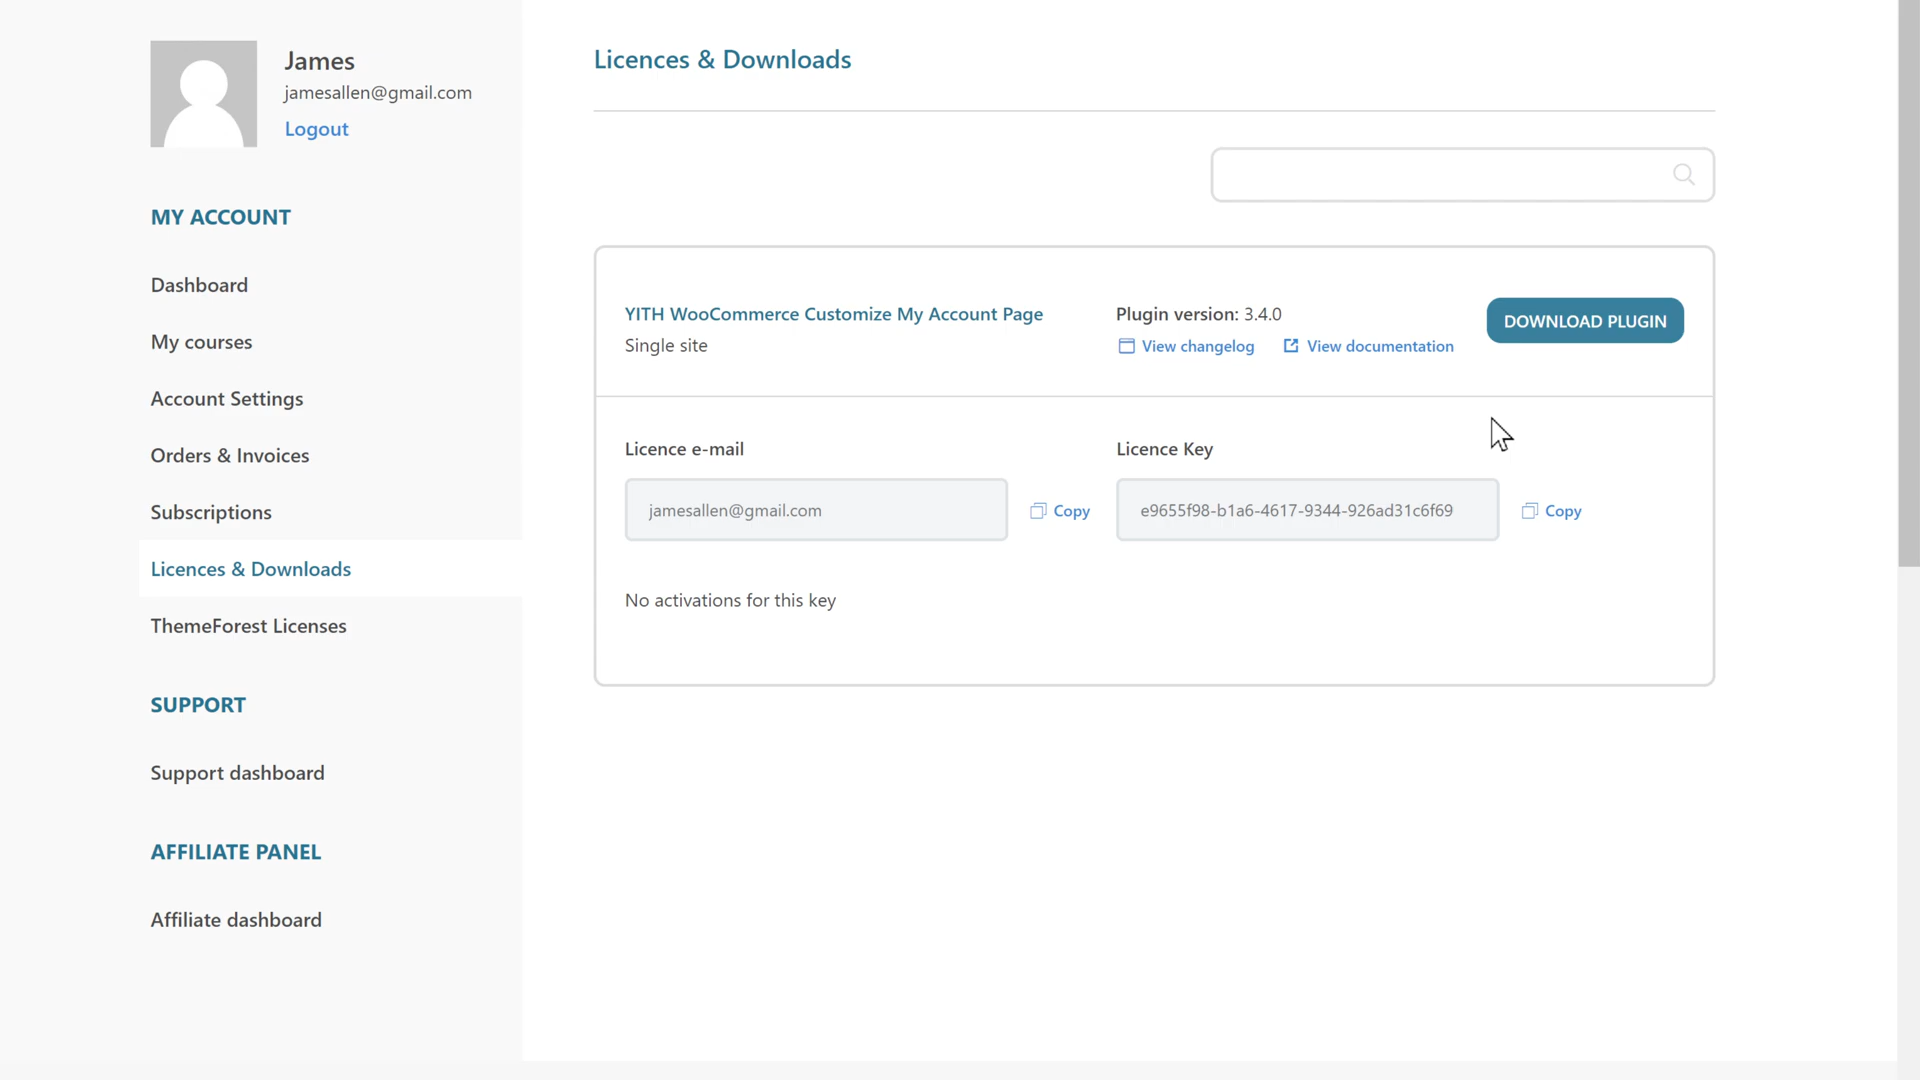 James
jamesallen@gmail.com
Logout
MY ACCOUNT
Dashboard
My courses
Account Settings
Orders & Invoices
Subscriptions
Licences & Downloads
ThemeForest Licenses
SUPPORT
Support dashboard
AFFILIATE PANEL
Affiliate dashboard
Licences & Downloads
YITH WooCommerce Customize My Account Page
Single site
Plugin version: 3.4.0
View changelog View documentation
DOWNLOAD PLUGIN
Licence e-mail
jamesallen@gmail.com Copy
Licence Key
e9655f98-b1a6-4617-9344-926ad31c6f69 Copy
No activations for this key